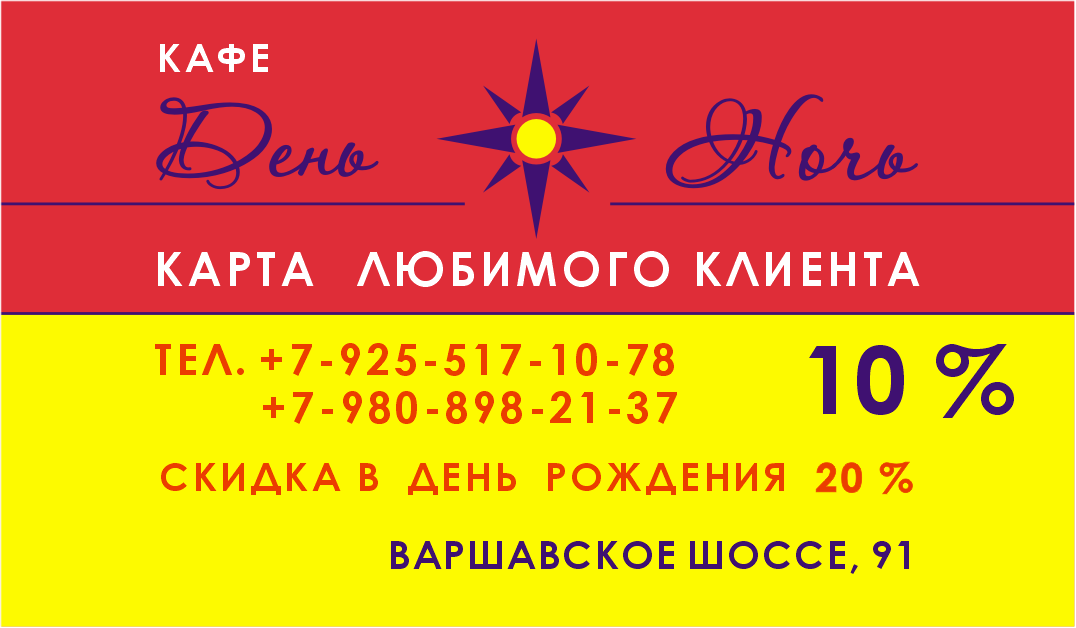 КАФЕ
День Ночь
КАРТА ЛЮБИМОГО КЛИЕНТА
ТЕЛ. +7-925-517-10-78
+7-980-898-21-37
10 %
СКИДКА В ДЕНЬ РОЖДЕНИЯ 20 %
ВАРШАВСКОЕ ШОССЕ, 91